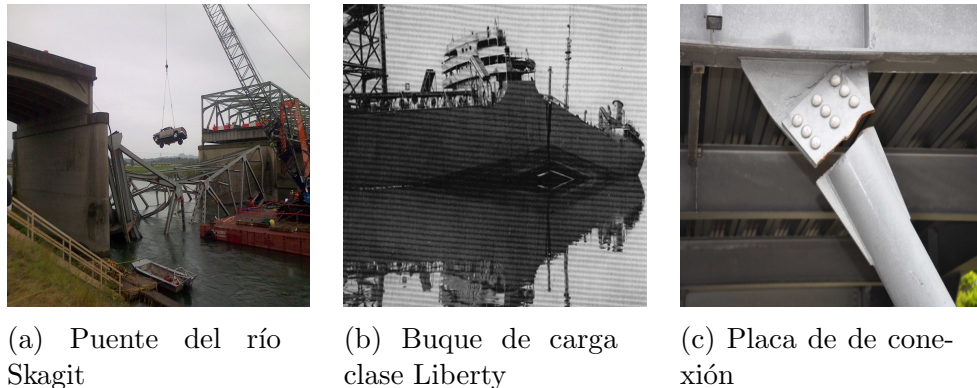 (a) Puente del río
Skagit
(b) Buque de carga
clase Liberty
(c) Placa de de cone-
xión